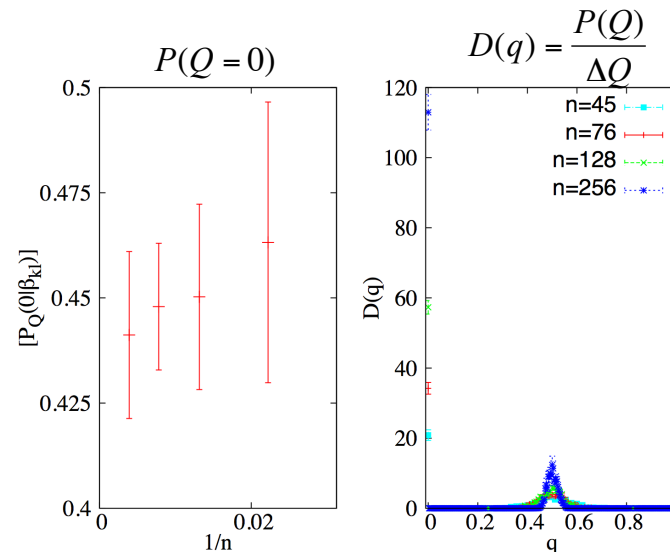 P(Q = 0)
0.5
0.475
0.45
0.425
0.4
[P_Q(0|β_kl)]
0
0.02
1/n
D(q) = P(Q) / ΔQ
120
100
80
60
40
20
0
D(q)
n=45
n=76
n=128
n=256
0
0.2
0.4
0.6
0.8
q